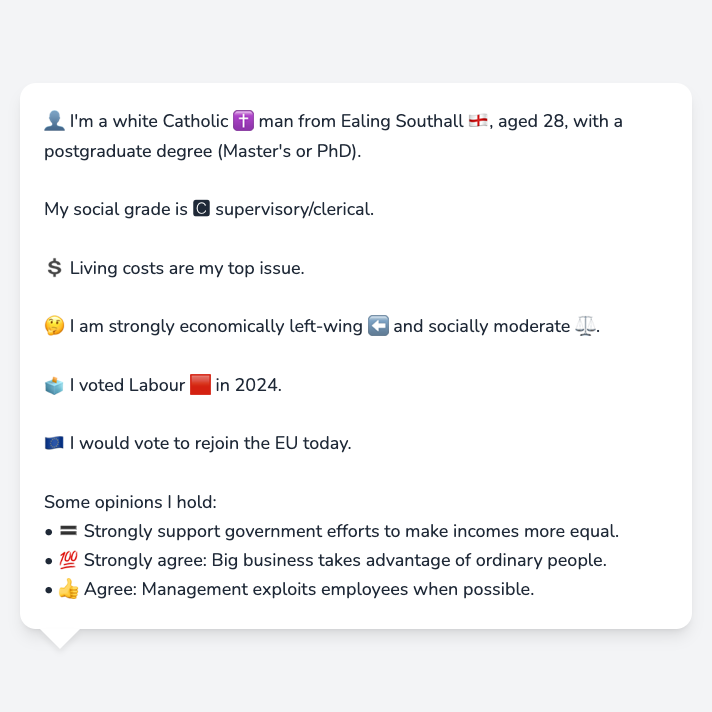 👤 I'm a white Catholic ✝️ man from Ealing Southall 🏴󠁧󠁢󠁥󠁮󠁧󠁿, aged 28, with a
postgraduate degree (Master's or PhD).
My social grade is 🅲 supervisory/clerical.
💲 Living costs are my top issue.
🤔 I am strongly economically left-wing ⬅️ and socially moderate ⚖️.
🗳️ I voted Labour 🟥 in 2024.
🇪🇺 I would vote to rejoin the EU today.
Some opinions I hold:
• 🟰 Strongly support government efforts to make incomes more equal.
• 💯 Strongly agree: Big business takes advantage of ordinary people.
• 👍 Agree: Management exploits employees when possible.